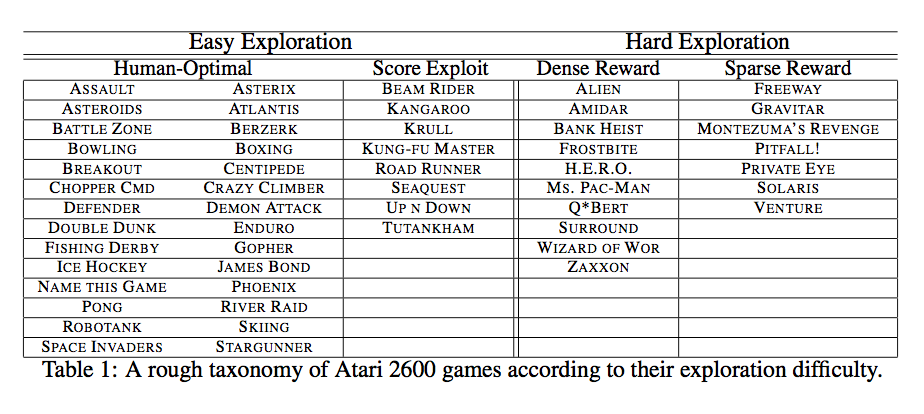 Easy Exploration Hard Exploration
Human-Optimal Score Exploit Dense Reward Sparse Reward
ASSAULT ASTERIX BEAM RIDER ALIEN FREEWAY
ASTEROIDS ATLANTIS KANGAROO AMIDAR GRAVITAR
BATTLE ZONE BERZERK KRULL BANK HEIST MONTEZUMA'S REVENGE
BOWLING BOXING KUNG-FU MASTER FROSTBITE PITFALL!
BREAKOUT CENTIPEDE ROAD RUNNER H.E.R.O. PRIVATE EYE
CHOPPER CMD CRAZY CLIMBER SEAQUEST MS. PAC-MAN SOLARIS
DEFENDER DEMON ATTACK UP N DOWN Q*BERT VENTURE
DOUBLE DUNK ENDURO TUTANKHAM SURROUND
FISHING DERBY GOPHER WIZARD OF WOR
ICE HOCKEY JAMES BOND ZAXXON
NAME THIS GAME PHOENIX
PONG RIVER RAID
ROBOTANK SKIING
SPACE INVADERS STARGUNNER
Table 1: A rough taxonomy of Atari 2600 games according to their exploration difficulty.